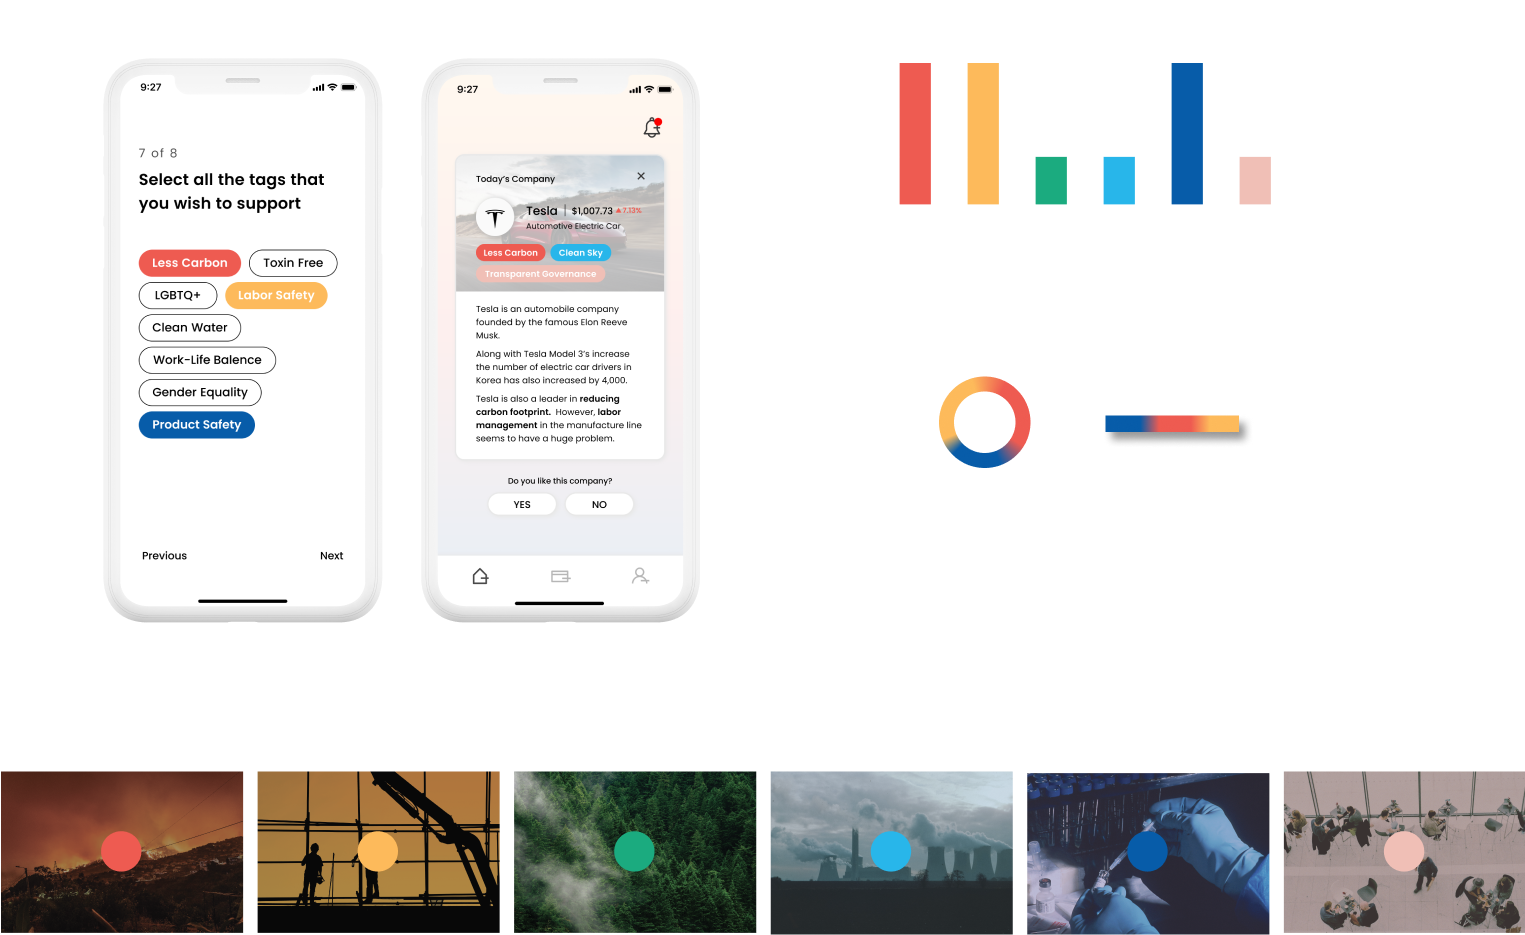 9:27
7 of 8
Select all the tags that
you wish to support
Less Carbon
Toxin Free
LGBTQ+
Labor Safety
Clean Water
Work-Life Balence
Gender Equality
Product Safety
Previous
Next
9:27
Today's Company
Tesla | $1,007.73 7.13%
Automotive Electric Car
Less Carbon
Clean Sky
Transparent Governance
Tesla is an automobile company
founded by the famous Elon Reeve
Musk.
Along with Tesla Model 3's increase
the number of electric car drivers in
Korea has also increased by 4,000.
Tesla is also a leader in reducing
carbon footprint. However, labor
management in the manufacture line
seems to have a huge problem.
Do you like this company?
YES
NO